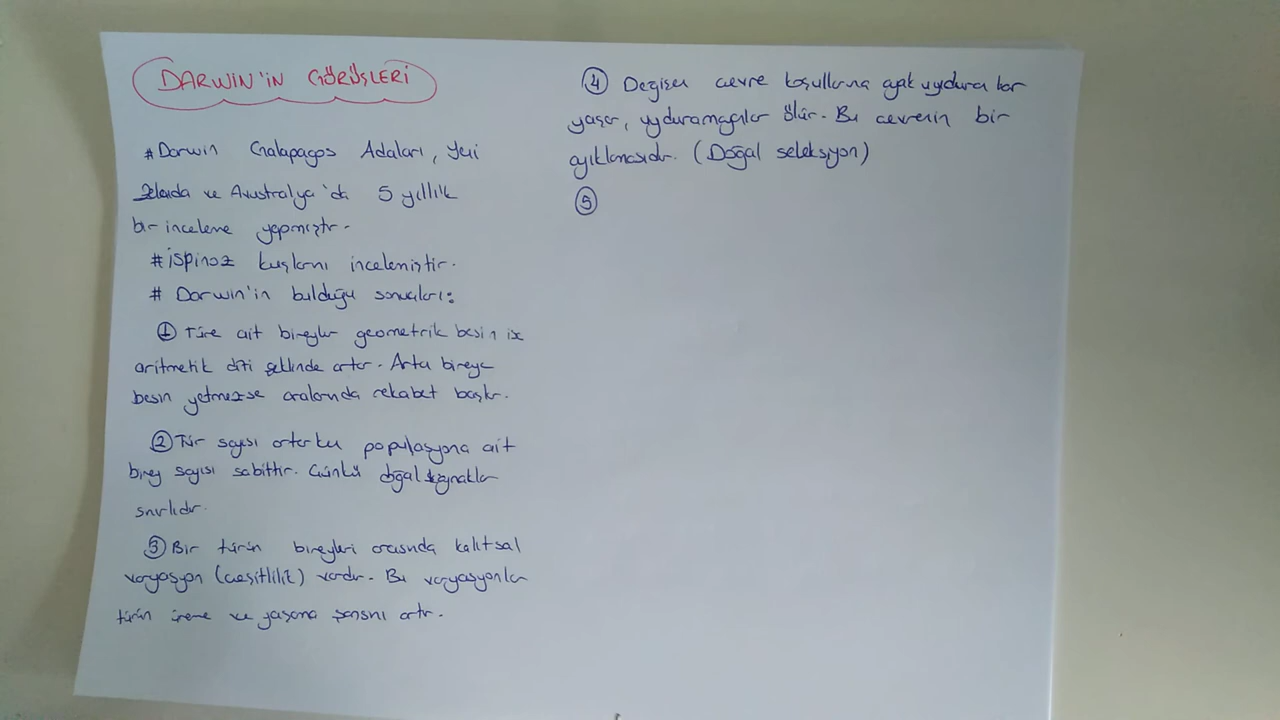 DARWIN'İN GÖRÜŞLERİ
# Darwin Galapagos Adaları, Yeni
Zelanda ve Avustralya'da 5 yıllık
bir inceleme yapmıştır.
# İspinoz kuşlarını incelemiştir.
# Darwin'in bulduğu sonuçları:
① Türe ait bireyler geometrik besin ise
aritmetik dizi şeklinde artar. Artan bireye
besin yetmezse aralarında rekabet başlar.
② Tür sayısı artarken populasyona ait
birey sayısı sabittir. Çünkü doğal kaynaklar
sınırlıdır.
③ Bir türün bireyleri arasında kalıtsal
varyasyon (çeşitlilik) vardır. Bu varyasyonlar
türün üreme ve yaşama şansını artır.
④ Değişen çevre koşullarına ayak uyduranlar
yaşar, uyduramayanlar ölür. Bu çevrenin bir
ayıklamasıdır. (Doğal seleksiyon)
⑤